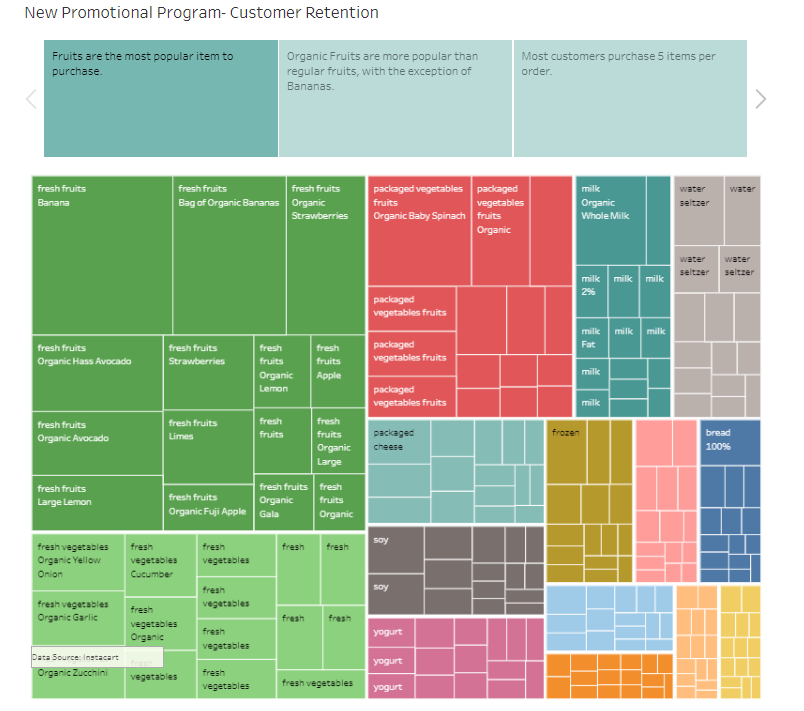 New Promotional Program- Customer Retention
Fruits are the most popular item to
purchase.
Organic Fruits are more popular than
regular fruits, with the exception of
Bananas.
Most customers purchase 5 items per
order.
fresh fruits
Banana
fresh fruits
Bag of Organic Bananas
fresh fruits
Organic
Strawberries
fresh fruits
Organic Hass Avocado
fresh fruits
Strawberries
fresh
fruits
Organic
Lemon
fresh
fruits
Apple
fresh fruits
Organic Avocado
fresh fruits
Limes
fresh
fruits
fresh
fruits
Organic
Large
fresh fruits
Large Lemon
fresh fruits
Organic Fuji Apple
fresh fruits
Organic
Gala
fresh
fruits
Organic
packaged vegetables
fruits
Organic Baby Spinach
packaged
vegetables
fruits
Organic
packaged
vegetables fruits
packaged
vegetables fruits
packaged
vegetables fruits
milk
Organic
Whole Milk
milk
2%
milk
milk
milk
Fat
milk
milk
milk
milk
water
seltzer
water
water
seltzer
water
seltzer
packaged
cheese
frozen
bread
100%
soy
soy
yogurt
yogurt
yogurt
fresh vegetables
Organic Yellow
Onion
fresh
vegetables
Cucumber
fresh
vegetables
fresh
fresh
fresh vegetables
Organic Garlic
fresh
vegetables
Organic
fresh
vegetables
fresh
vegetables
fresh
fresh
Data Source: Instacart
Organic Zucchini
vegetables
fresh
vegetables
fresh vegetables